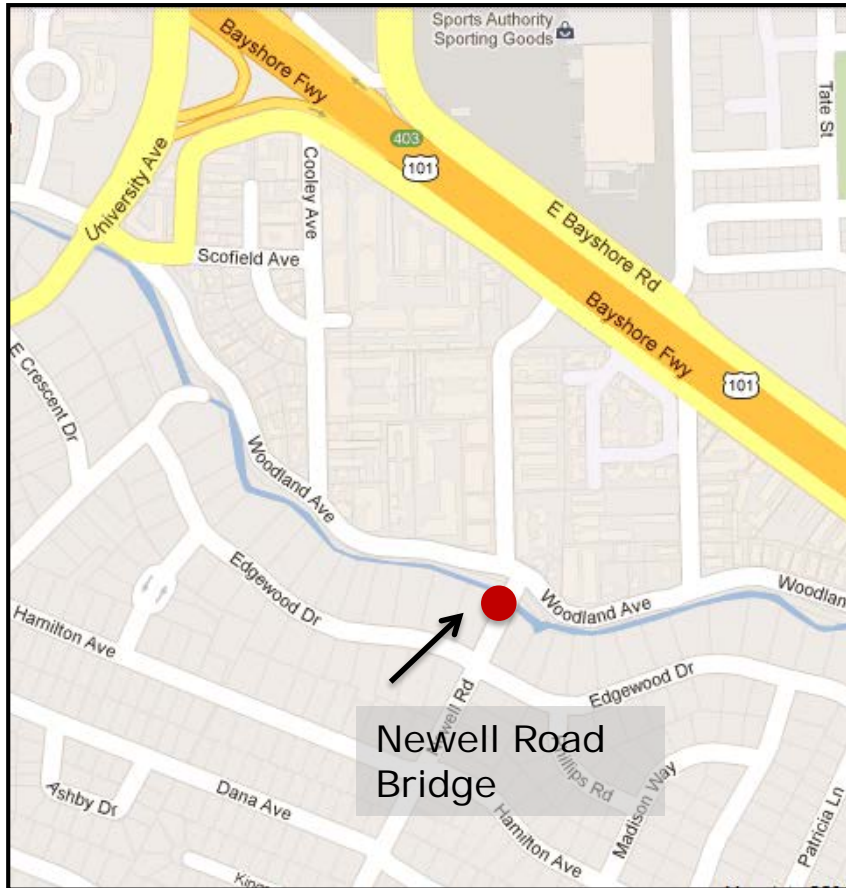 Sports Authority
Sporting Goods
Bayshore Fwy
403
101
Tate St
Cooley Ave
University Ave
E Bayshore Rd
Scofield Ave
Bayshore Fwy
101
E Crescent Dr
Woodland Ave
Edgewood Dr
Woodland Ave
Woodlan
Hamilton Ave
Edgewood Dr
Newell Rd
Newell Road
Bridge
Phillips Rd
Madison Way
Ashby Dr
Dana Ave
Hamilton Ave
Patricia Ln